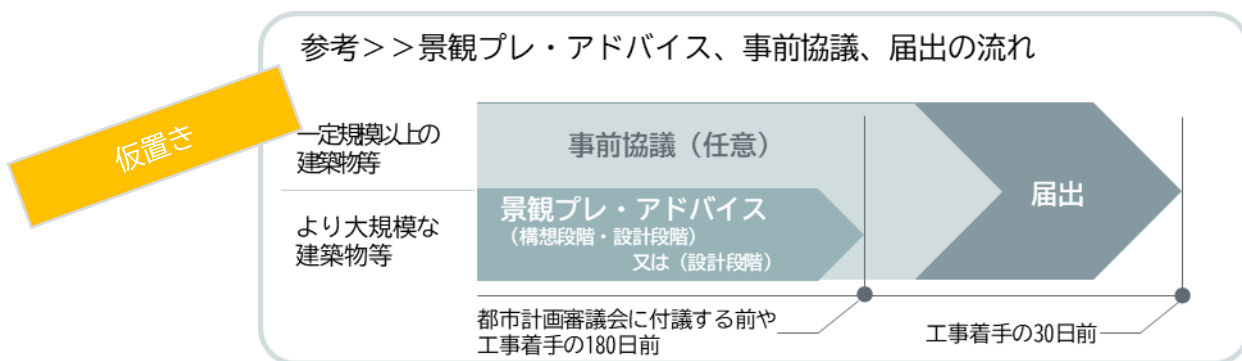 参考＞＞景観プレ・アドバイス、事前協議、届出の流れ
仮置き
一定規模以上の
建築物等
事前協議（任意）
届出
より大規模な
建築物等
景観プレ・アドバイス
（構想段階・設計段階）
又は（設計段階）
都市計画審議会に付議する前や
工事着手の180日前
工事着手の30日前